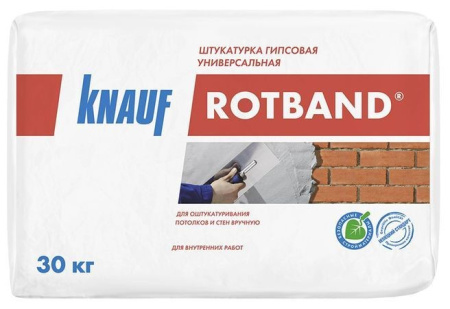 ШТУКАТУРКА ГИПСОВАЯ
УНИВЕРСАЛЬНАЯ
KNAUF ROTBAND®
ДЛЯ ОШТУКАТУРИВАНИЯ
ПОТОЛКОВ И СТЕН ВРУЧНУЮ
ДЛЯ ВНУТРЕННИХ РАБОТ
30 кг